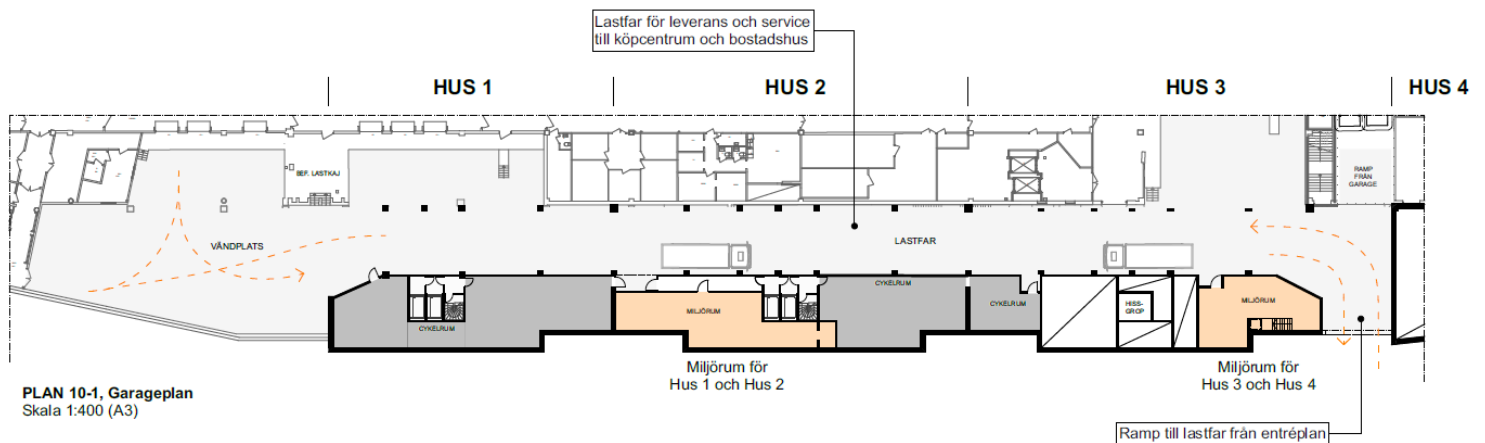 Lastfar för leverans och service
till köpcentrum och bostadshus
HUS 1
HUS 2
HUS 3
HUS 4
BEF. LASTKAJ
RAMP
FRÅN
GARAGE
VÄNDPLATS
LASTFAR
CYKELRUM
CYKELRUM
MILJÖRUM
CYKELRUM
HISS-
GROP
MILJÖRUM
Miljörum för
Hus 1 och Hus 2
Miljörum för
Hus 3 och Hus 4
PLAN 10-1, Garageplan
Skala 1:400 (A3)
Ramp till lastfar från entréplan